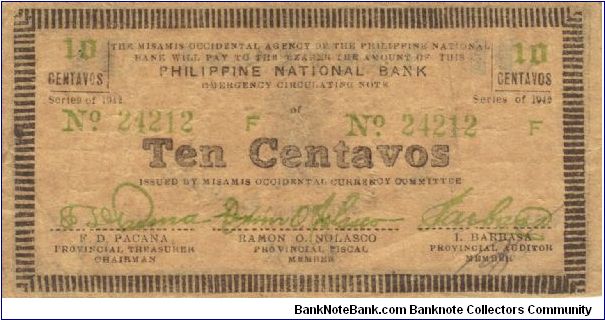 10
CENTAVOS
Series of 1942
10
CENTAVOS
Series of 1942
THE MISAMIS OCCIDENTAL AGENCY OF THE PHILIPPINE NATIONAL
BANK WILL PAY TO THE BEARER THE AMOUNT OF THIS
PHILIPPINE NATIONAL BANK
EMERGENCY CIRCULATING NOTE
of
No 24212 F No 24212 F
Ten Centavos
ISSUED BY MISAMIS OCCIDENTAL CURRENCY COMMITTEE
F. D. PACANA RAMON O. NOLASCO I. BARBASA
PROVINCIAL TREASURER PROVINCIAL FISCAL PROVINCIAL AUDITOR
CHAIRMAN MEMBER MEMBER
BankNoteBank.com Banknote Collectors Community